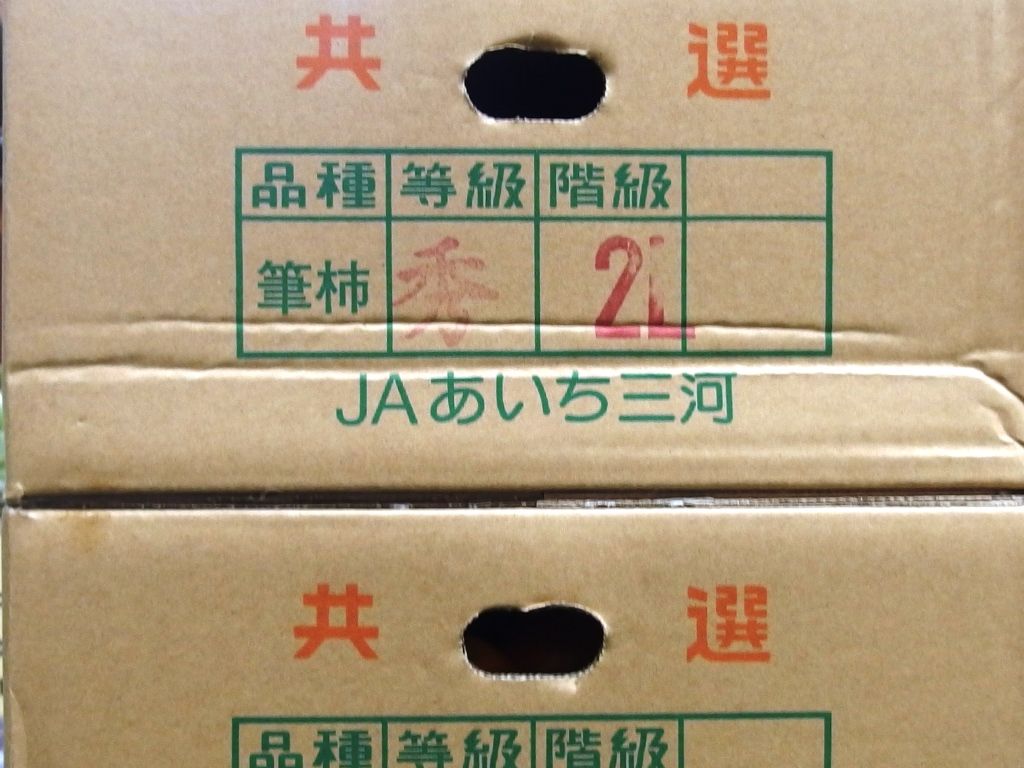 共 選
品種 等級 階級
筆柿 秀 2L
JAあいち三河
共 選
品種 等級 階級